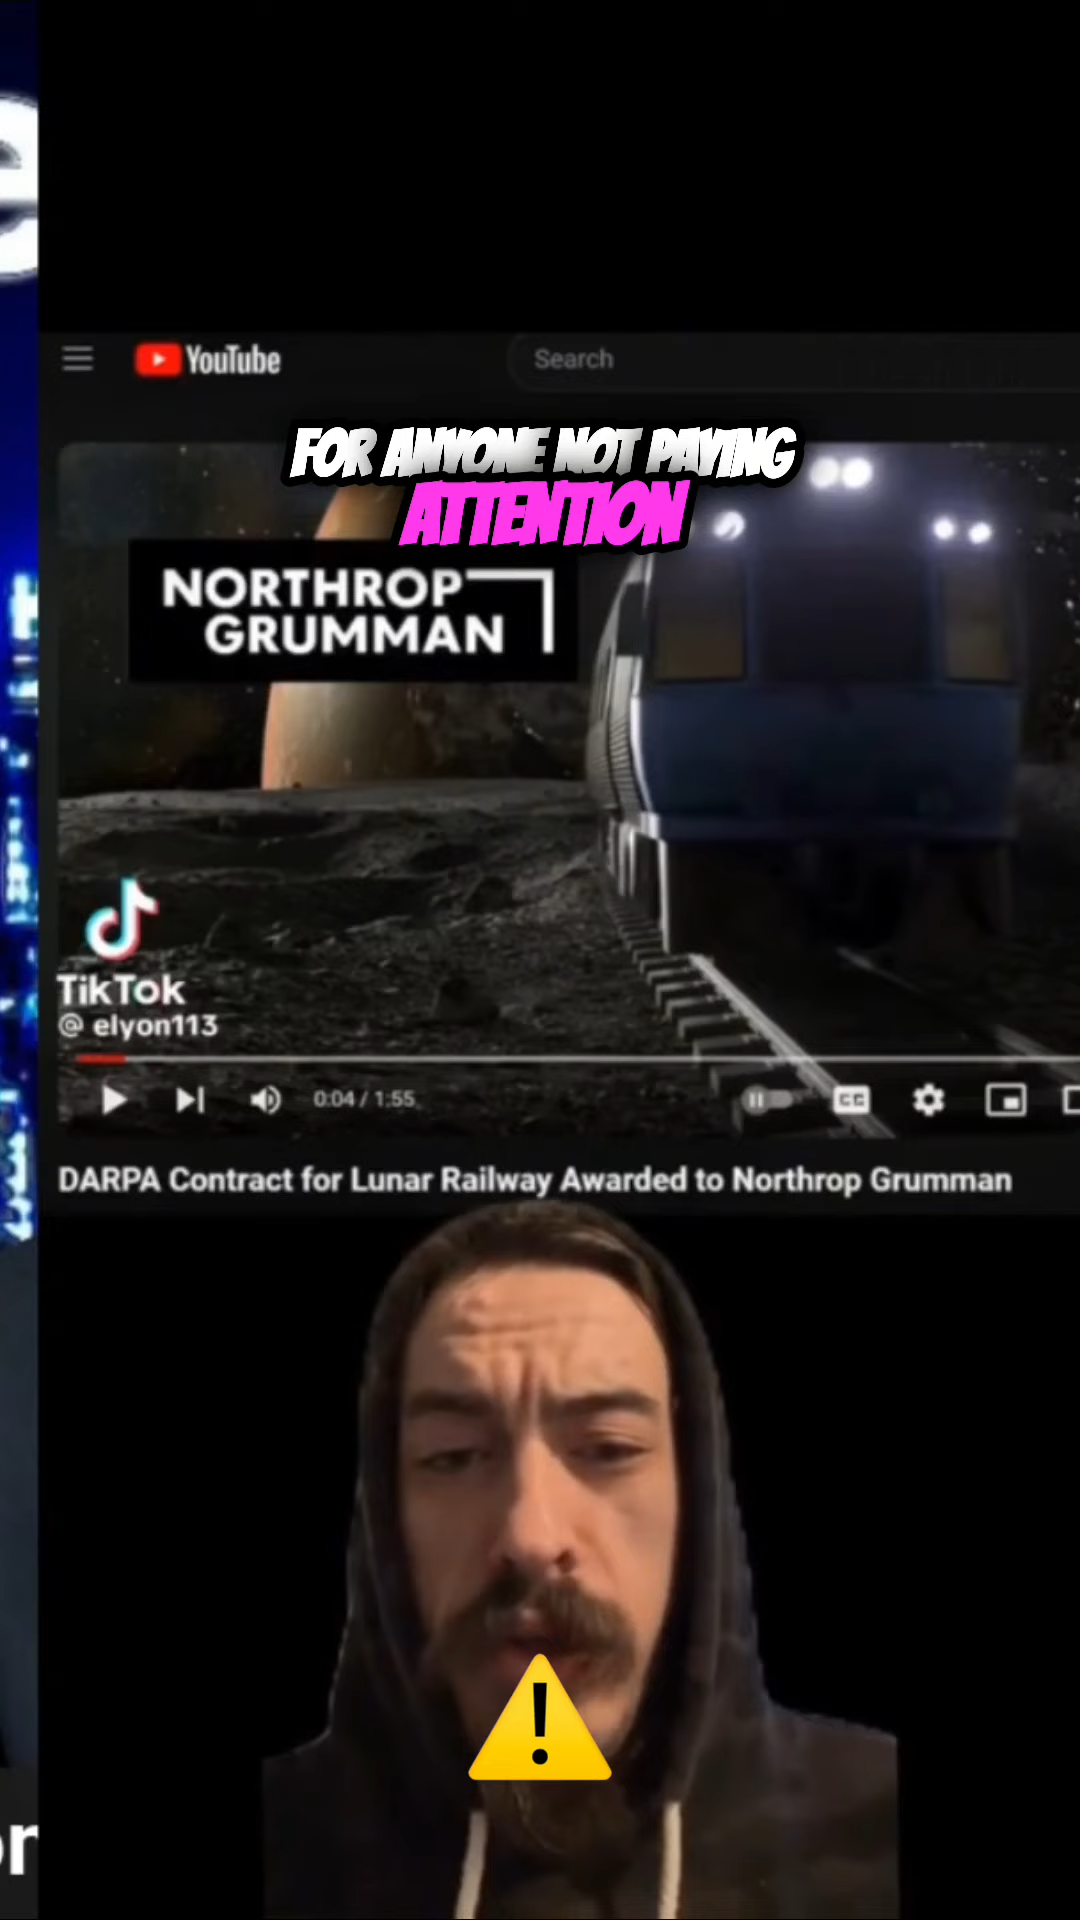 YouTube
Search
FOR ANYONE NOT PAYING
ATTENTION
NORTHROP
GRUMMAN
TikTok
@ elyon113
0:04 / 1:55
CC
DARPA Contract for Lunar Railway Awarded to Northrop Grumman